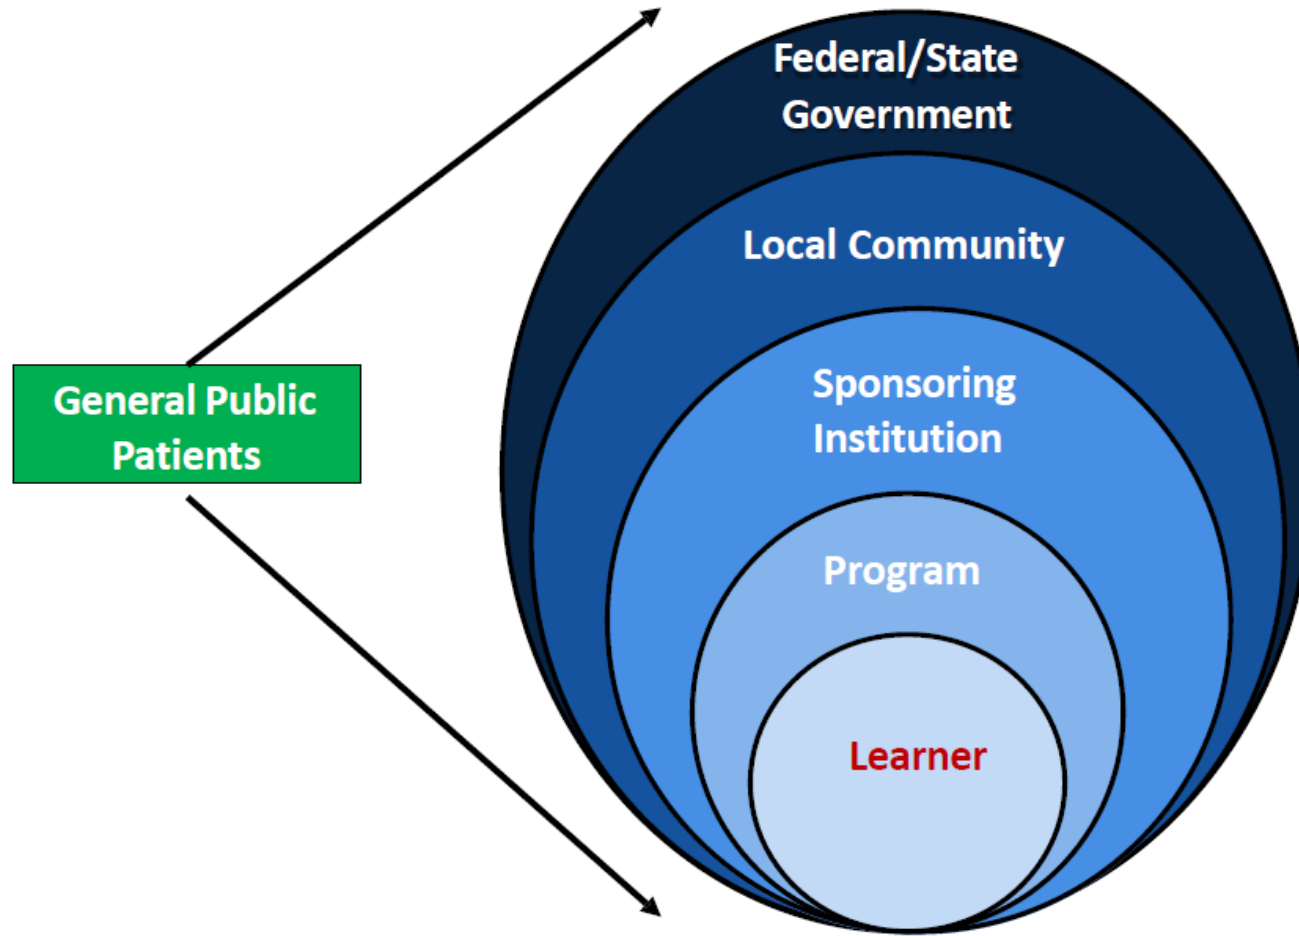 Federal/State
Government
Local Community
Sponsoring
Institution
General Public
Patients
Program
Learner